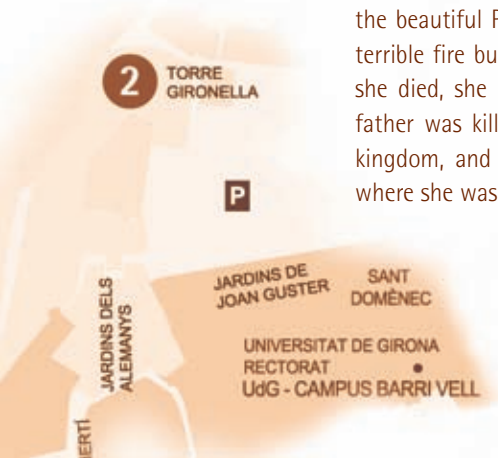 the beautiful
terrible fire bu
she died, she
father was kill
kingdom, and
where she was
2
TORRE
GIRONELLA
P
JARDINS DE
JOAN GUSTER
SANT
DOMÈNEC
JARDINS DELS
ALEMANYS
UNIVERSITAT DE GIRONA
RECTORAT
UdG - CAMPUS BARRI VELL